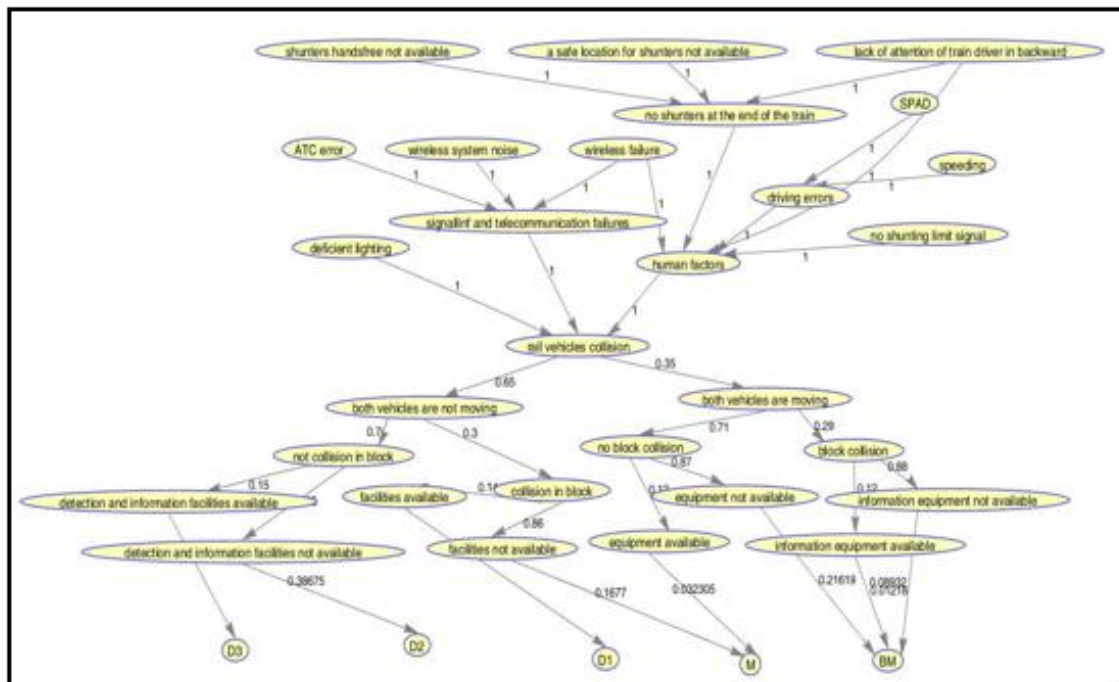 shunters handsfree not available
a safe location for shunters not available
lack of attention of train driver in backward
1
1
1
SPAD
no shunters at the end of the train
ATC error
wireless system noise
wireless failure
1
1
1
1
1
1
1
1
speeding
driving errors
signallinf and telecommunication failures
1
no shunting limit signal
deficient lighting
human factors
1
1
1
1
rail vehicles collision
0.65
0.35
both vehicles are not moving
both vehicles are moving
0.3
0.71
0.29
no block collision
block collision
not collision in block
0.87
0.88
0.15
0.14
0.12
facilities available
collision in block
equipment not available
information equipment not available
detection and information facilities available
0.86
detection and information facilities not available
facilities not available
equipment available
information equipment available
0.38675
0.1677
0.032305
0.21619
0.08932
0.01218
D3
D2
D1
M
BM